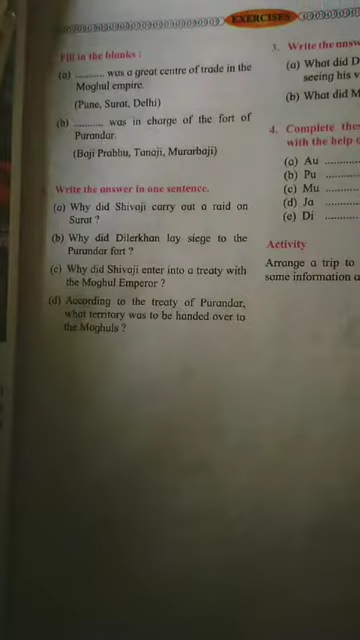 EXERCISES
Fill in the blanks :
(a) .......... was a great centre of trade in the
Moghul empire.
(Pune, Surat, Delhi)
(b) .......... was in charge of the fort of
Purandar.
(Baji Prabhu, Tanaji, Murarbaji)
Write the answer in one sentence.
(a) Why did Shivaji carry out a raid on
Surat ?
(b) Why did Dilerkhan lay siege to the
Purandar fort ?
(c) Why did Shivaji enter into a treaty with
the Moghul Emperor ?
(d) According to the treaty of Purandar,
what territory was to be handed over to
the Moghuls ?
3. Write the answ
(a) What did D
seeing his v
(b) What did M
4. Complete thes
with the help o
(a) Au ..........
(b) Pu ..........
(c) Mu ..........
(d) Ja ..........
(e) Di ..........
Activity
Arrange a trip to
some information a